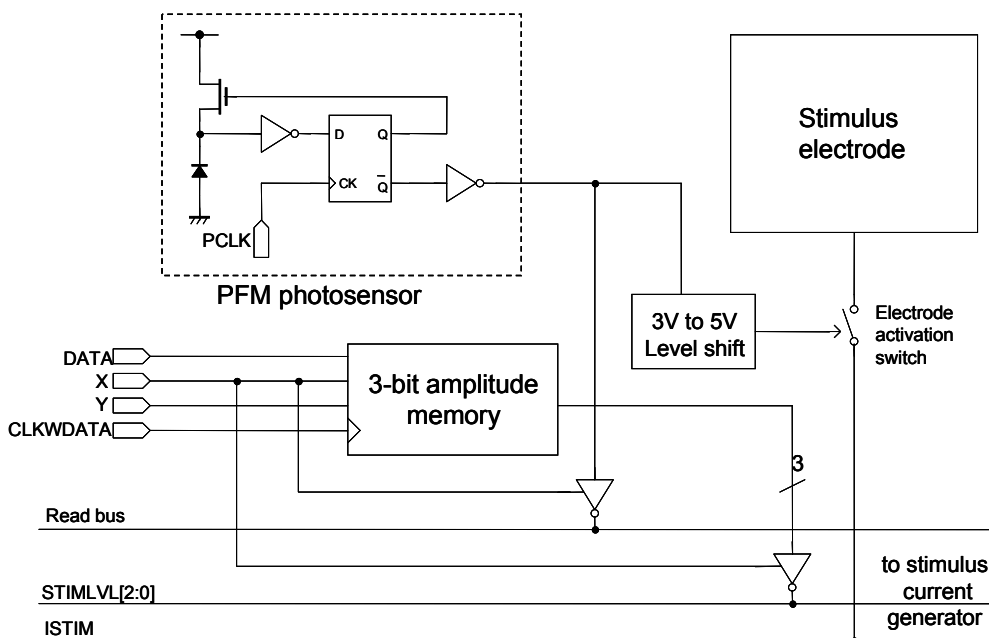 D
Q
CK
Q
PCLK
PFM photosensor
Stimulus
electrode
3V to 5V
Level shift
Electrode
activation
switch
DATA
X
Y
CLKWDATA
3-bit amplitude
memory
3
Read bus
STIMLVL[2:0]
ISTIM
to stimulus
current
generator